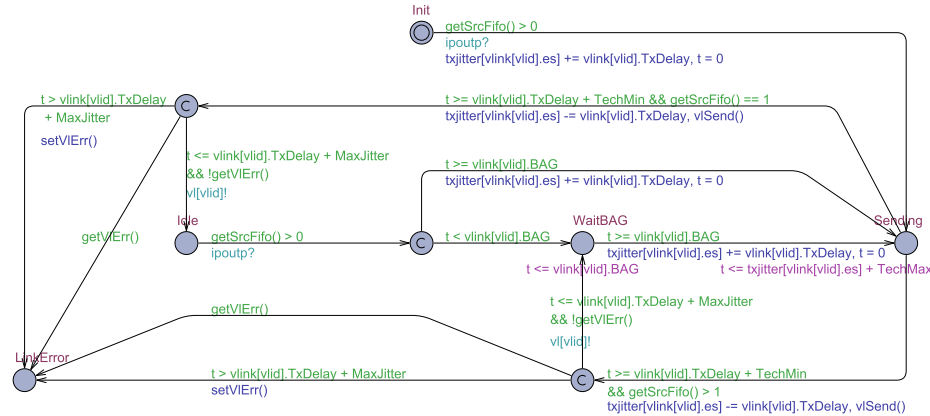 Init
getSrcFifo() > 0
ipoutp?
txjitter[vlink[vlid].es] += vlink[vlid].TxDelay, t = 0
t > vlink[vlid].TxDelay
+ MaxJitter
setVlErr()
C
t >= vlink[vlid].TxDelay + TechMin && getSrcFifo() == 1
txjitter[vlink[vlid].es] -= vlink[vlid].TxDelay, vlSend()
t <= vlink[vlid].TxDelay + MaxJitter
&& !getVlErr()
vl[vlid]!
t >= vlink[vlid].BAG
txjitter[vlink[vlid].es] += vlink[vlid].TxDelay, t = 0
getVlErr()
Idle
getSrcFifo() > 0
ipoutp?
C
t < vlink[vlid].BAG
WaitBAG
t <= vlink[vlid].BAG
t >= vlink[vlid].BAG
txjitter[vlink[vlid].es] += vlink[vlid].TxDelay, t = 0
Sending
t <= txjitter[vlink[vlid].es] + TechMax
t <= vlink[vlid].TxDelay + MaxJitter
&& !getVlErr()
vl[vlid]!
getVlErr()
LinkError
t > vlink[vlid].TxDelay + MaxJitter
setVlErr()
C
t >= vlink[vlid].TxDelay + TechMin
&& getSrcFifo() > 1
txjitter[vlink[vlid].es] -= vlink[vlid].TxDelay, vlSend()